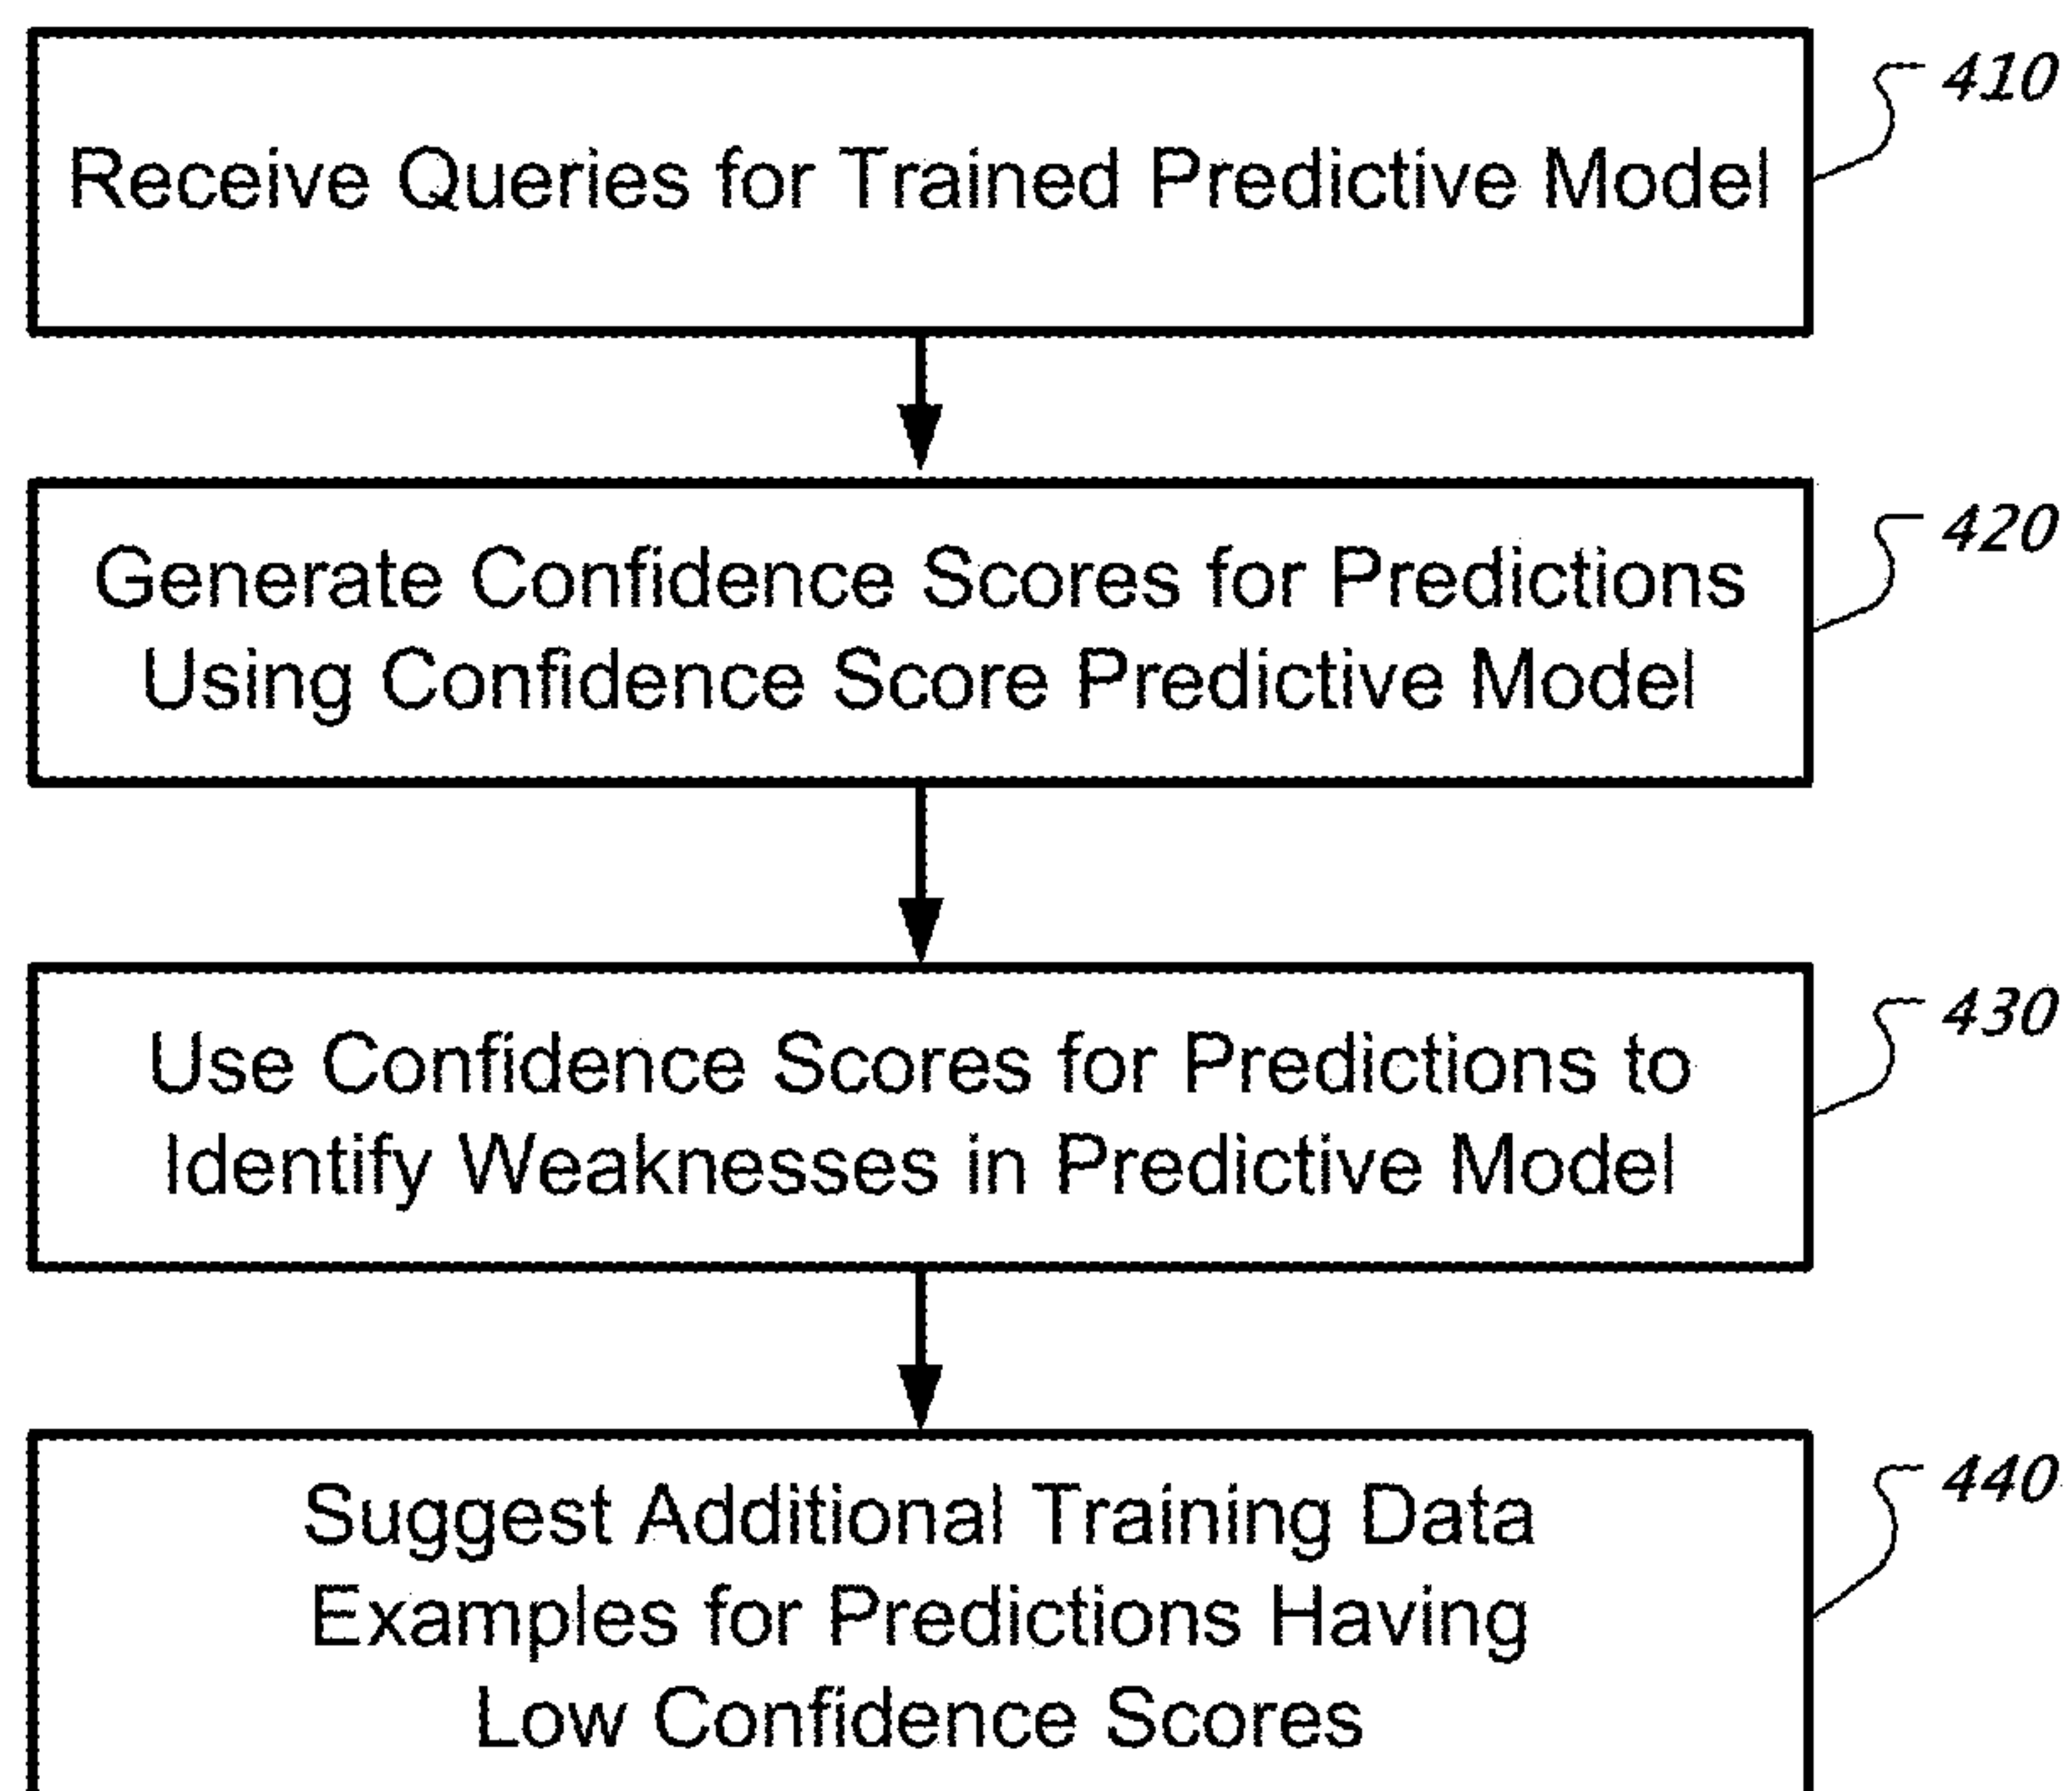 410
Receive Queries for Trained Predictive Model
420
Generate Confidence Scores for Predictions
Using Confidence Score Predictive Model
430
Use Confidence Scores for Predictions to
Identify Weaknesses in Predictive Model
440
Suggest Additional Training Data
Examples for Predictions Having
Low Confidence Scores